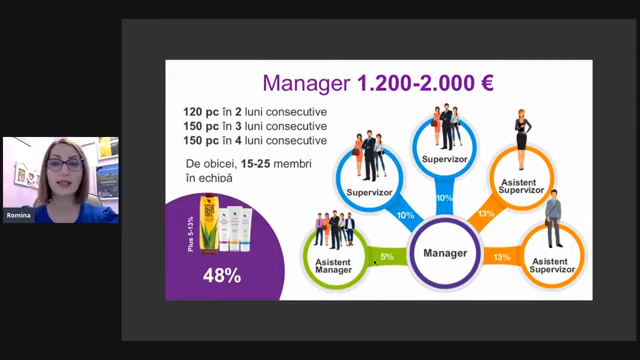 Manager 1.200-2.000 €
120 pc în 2 luni consecutive
150 pc în 3 luni consecutive
150 pc în 4 luni consecutive
De obicei, 15-25 membri
în echipă
Plus 5-13%
48%
Supervizor
10%
Supervizor
10%
Asistent
Supervizor
13%
Asistent
Manager
5%
Manager
13%
Asistent
Supervizor
Romina